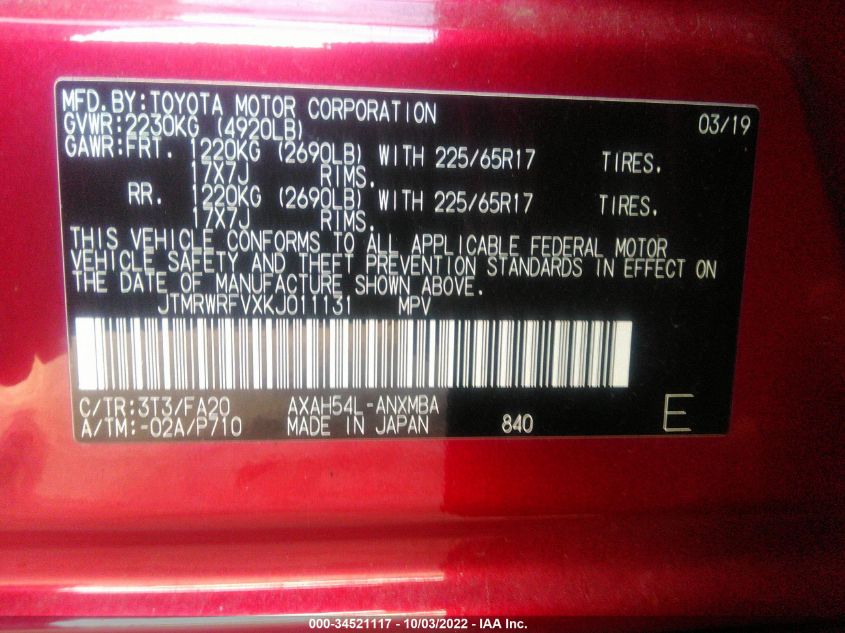 MFD.BY:TOYOTA MOTOR CORPORATION 03/19
GVWR:2230KG (4920LB)
GAWR:FRT. 1220KG (2690LB) WITH 225/65R17 TIRES,
17X7J RIMS.
RR. 1220KG (2690LB) WITH 225/65R17 TIRES,
17X7J RIMS.
THIS VEHICLE CONFORMS TO ALL APPLICABLE FEDERAL MOTOR
VEHICLE SAFETY AND THEFT PREVENTION STANDARDS IN EFFECT ON
THE DATE OF MANUFACTURE SHOWN ABOVE.
JTMRWRFVXKJ011131 MPV
C/TR:3T3/FA20 AXAH54L-ANXMBA
A/TM:-02A/P710 MADE IN JAPAN 840 E
000-34521117 - 10/03/2022 - IAA Inc.